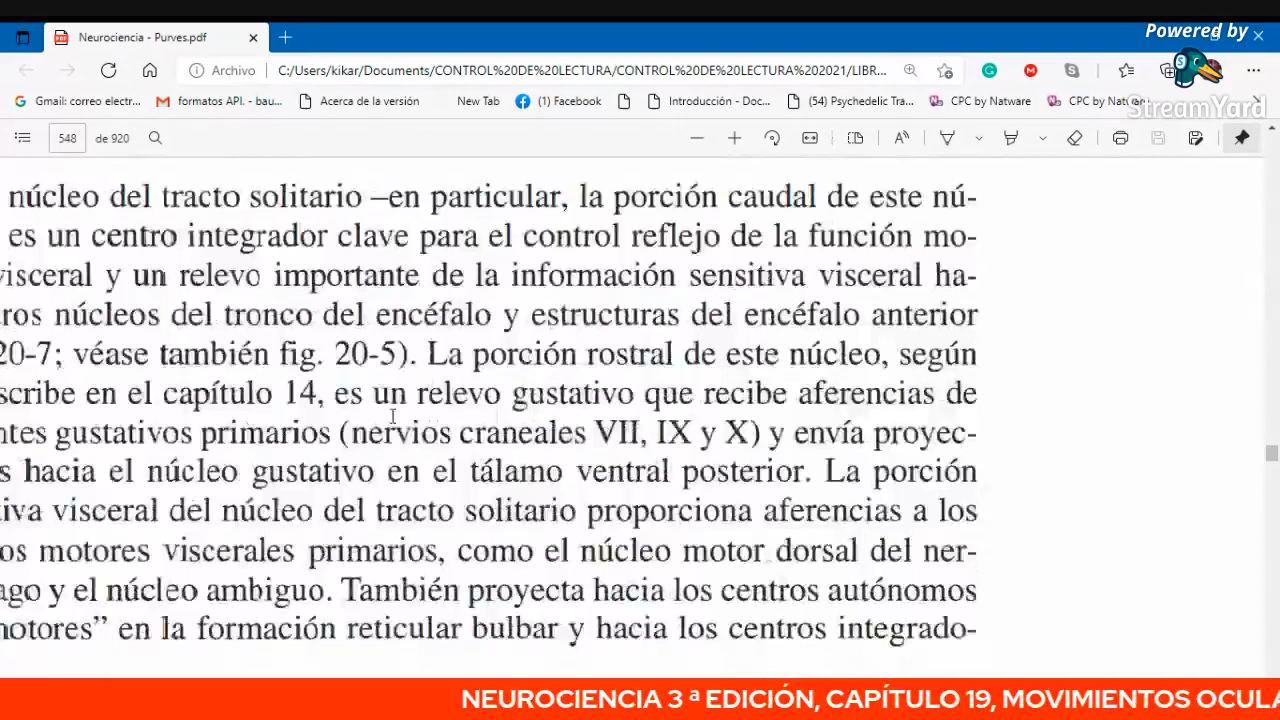 Powered by
Neurociencia - Purves.pdf
Archivo C:/Users/kikar/Documents/CONTROL%20DE%20LECTURA/CONTROL%20DE%20LECTURA%202021/LIBR...
Gmail: correo electr... formatos API. - bau... Acerca de la versión New Tab (1) Facebook Introducción - Doc... (54) Psychedelic Tra... CPC by Natware CPC by Natw
StreamYard
548 de 920
núcleo del tracto solitario –en particular, la porción caudal de este nú-
es un centro integrador clave para el control reflejo de la función mo-
visceral y un relevo importante de la información sensitiva visceral ha-
ros núcleos del tronco del encéfalo y estructuras del encéfalo anterior
20-7; véase también fig. 20-5). La porción rostral de este núcleo, según
scribe en el capítulo 14, es un relevo gustativo que recibe aferencias de
ntes gustativos primarios (nervios craneales VII, IX y X) y envía proyec-
s hacia el núcleo gustativo en el tálamo ventral posterior. La porción
tiva visceral del núcleo del tracto solitario proporciona aferencias a los
os motores viscerales primarios, como el núcleo motor dorsal del ner-
ago y el núcleo ambiguo. También proyecta hacia los centros autónomos
motores” en la formación reticular bulbar y hacia los centros integrado-
NEUROCIENCIA 3 ª EDICIÓN, CAPÍTULO 19, MOVIMIENTOS OCULA